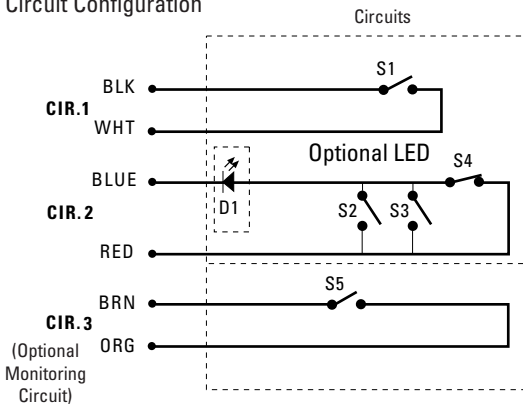 Circuit Configuration
Circuits
S1
BLK
CIR.1
WHT
Optional LED
S4
BLUE
D1
S2
S3
CIR.2
RED
S5
BRN
CIR.3
(Optional
Monitoring
Circuit)
ORG